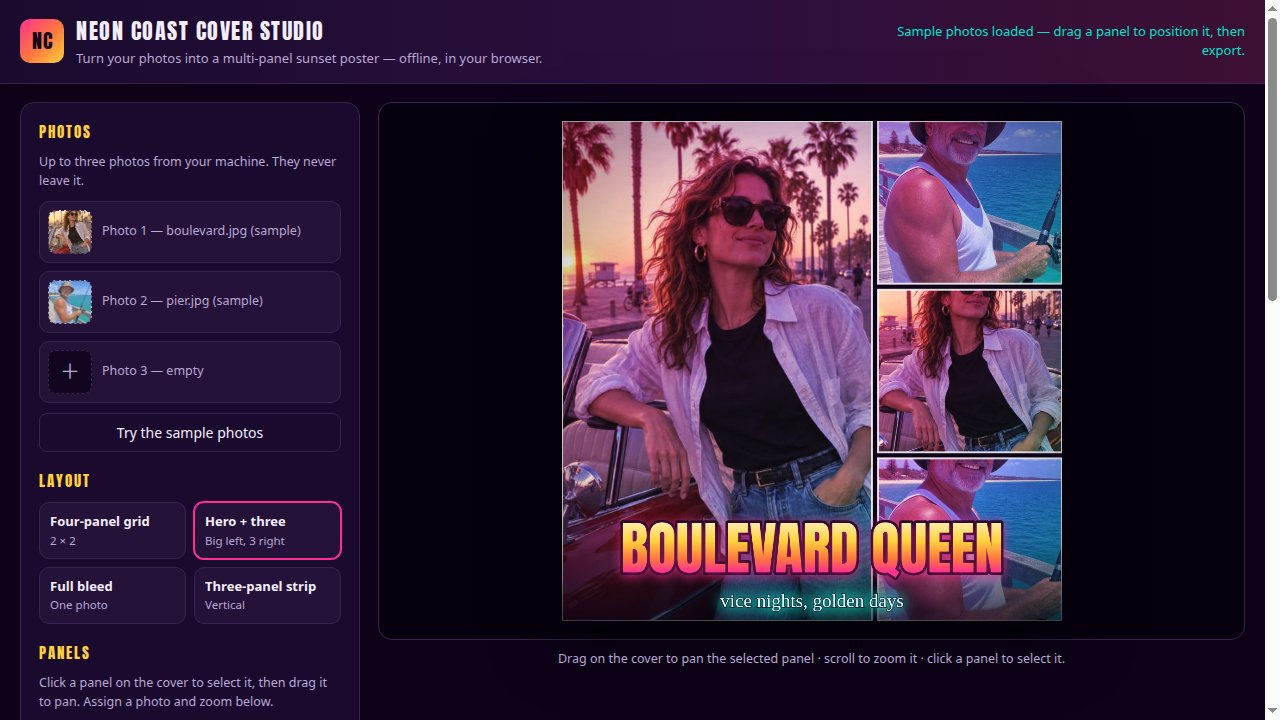 NC
NEON COAST COVER STUDIO
Turn your photos into a multi-panel sunset poster — offline, in your browser.
Sample photos loaded — drag a panel to position it, then
export.
PHOTOS
Up to three photos from your machine. They never
leave it.
Photo 1 — boulevard.jpg (sample)
Photo 2 — pier.jpg (sample)
+
Photo 3 — empty
Try the sample photos
LAYOUT
Four-panel grid
2 × 2
Hero + three
Big left, 3 right
Full bleed
One photo
Three-panel strip
Vertical
PANELS
Click a panel on the cover to select it, then drag it
to pan. Assign a photo and zoom below.
BOULEVARD QUEEN
vice nights, golden days
Drag on the cover to pan the selected panel · scroll to zoom it · click a panel to select it.